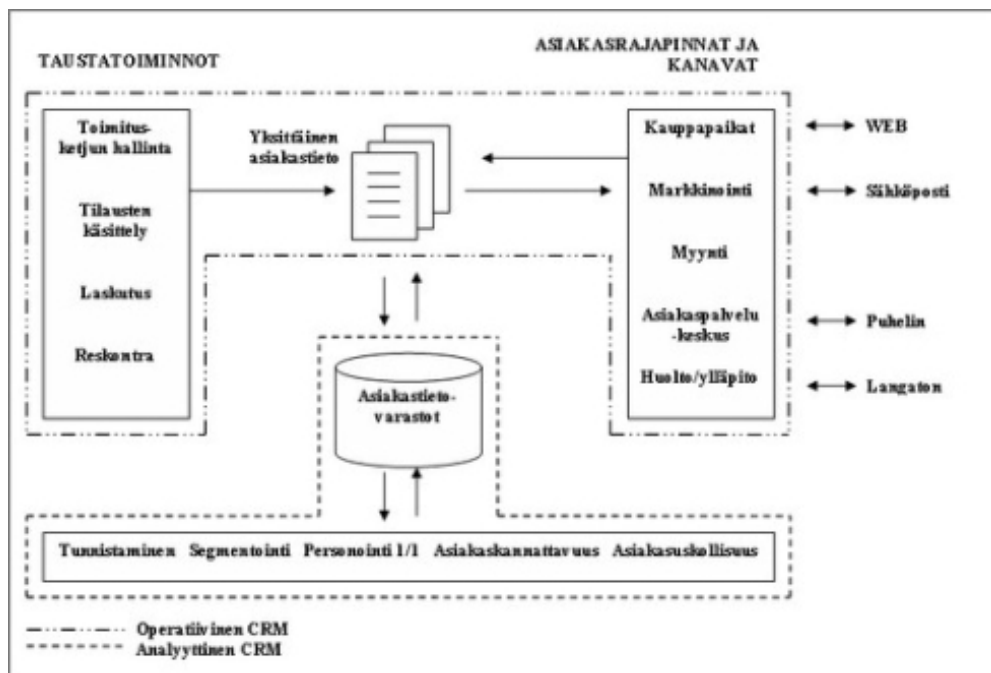 TAUSTATOIMINNOT
ASIAKASRAJAPINNAT JA
KANAVAT
Toimitus-
ketjun hallinta
Tilausten
käsittely
Laskutus
Reskontra
Yksittäinen
asiakastieto
Kauppapaikat
Markkinointi
Myynti
Asiakaspalvelu
-keskus
Huolto/ylläpito
WEB
Sähköposti
Puhelin
Langaton
Asiakastieto-
varastot
Tunnistaminen Segmentointi Personointi 1/1 Asiakaskannattavuus Asiakasuskollisuus
Operatiivinen CRM
Analyyttinen CRM